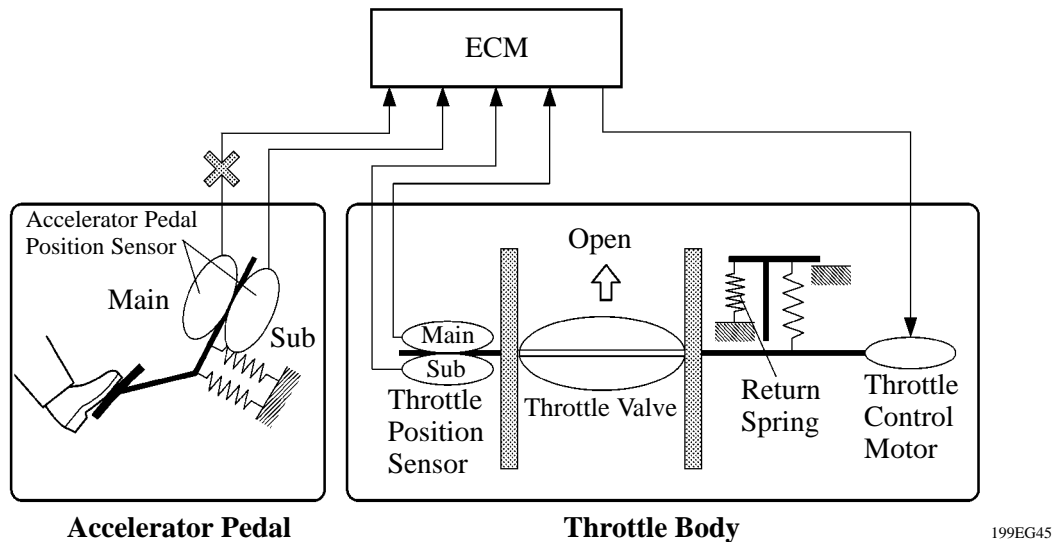 ECM
Accelerator Pedal
Position Sensor
Main
Sub
Open
Main
Sub
Throttle
Position
Sensor
Throttle Valve
Return
Spring
Throttle
Control
Motor
Accelerator Pedal
Throttle Body
199EG45